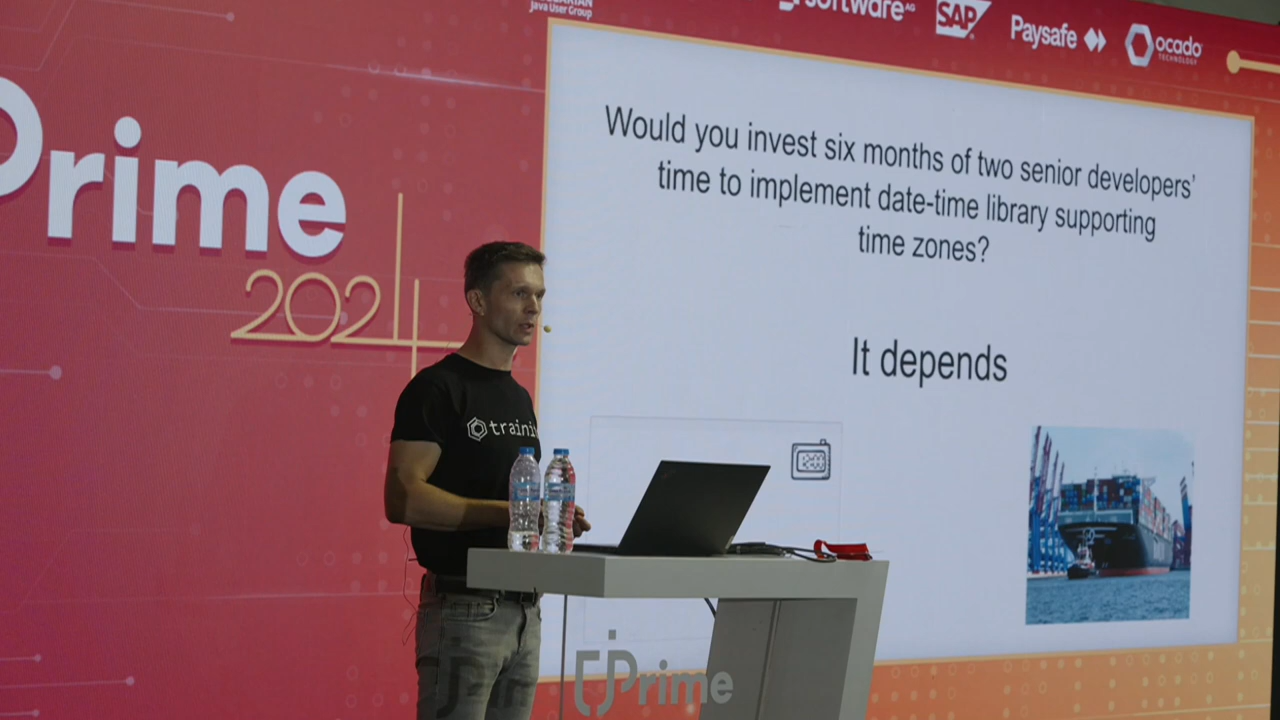 Java User Group
software AG
SAP
Paysafe
ocado
TECHNOLOGY
Prime
2024
Would you invest six months of two senior developers'
time to implement date-time library supporting
time zones?
It depends
Prime